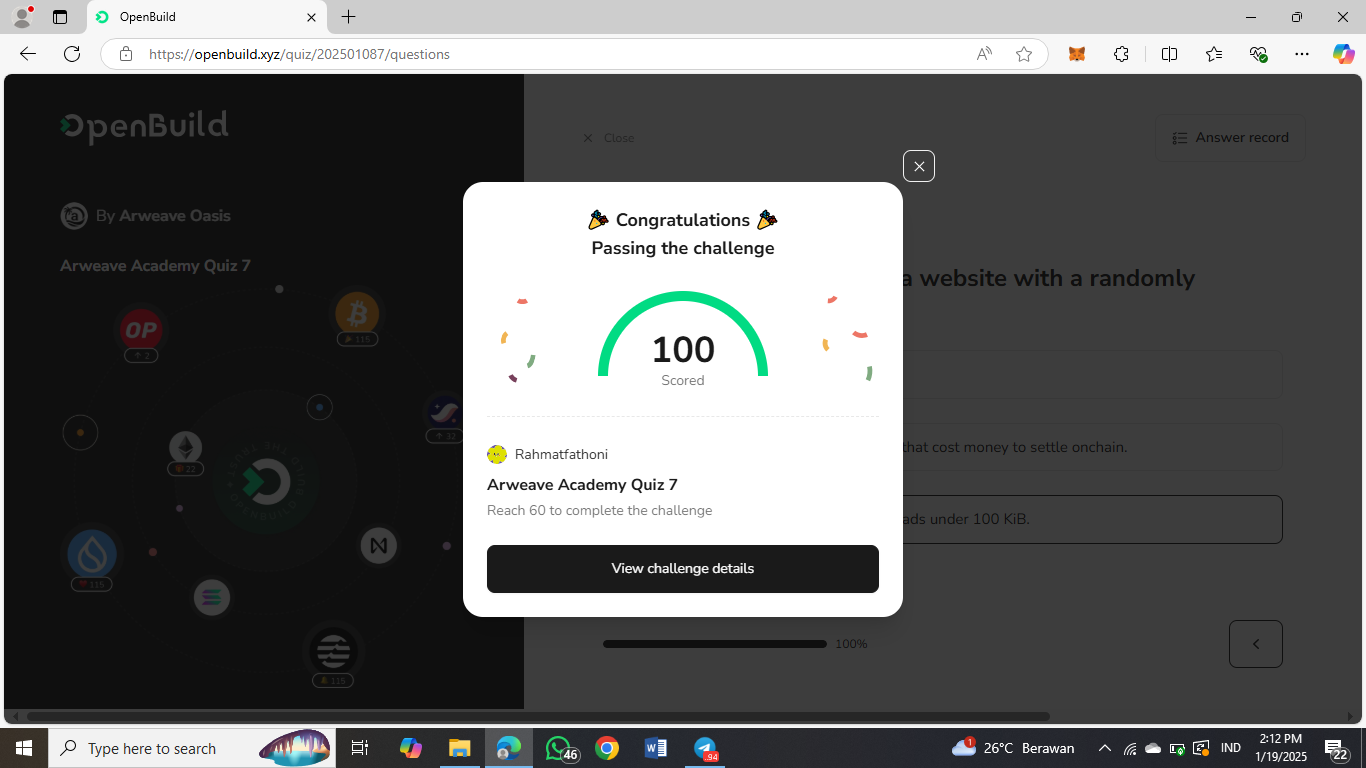 OpenBuild
https://openbuild.xyz/quiz/202501087/questions
OpenBuild
Close
Answer record
By Arweave Oasis
Arweave Academy Quiz 7
a website with a randomly
Congratulations
Passing the challenge
100
Scored
OP
2
115
32
22
115
115
that cost money to settle onchain.
ads under 100 KiB.
Rahmatfathoni
Arweave Academy Quiz 7
Reach 60 to complete the challenge
View challenge details
100%
Type here to search
46
94
26°C Berawan
IND
2:12 PM
1/19/2025
22
1